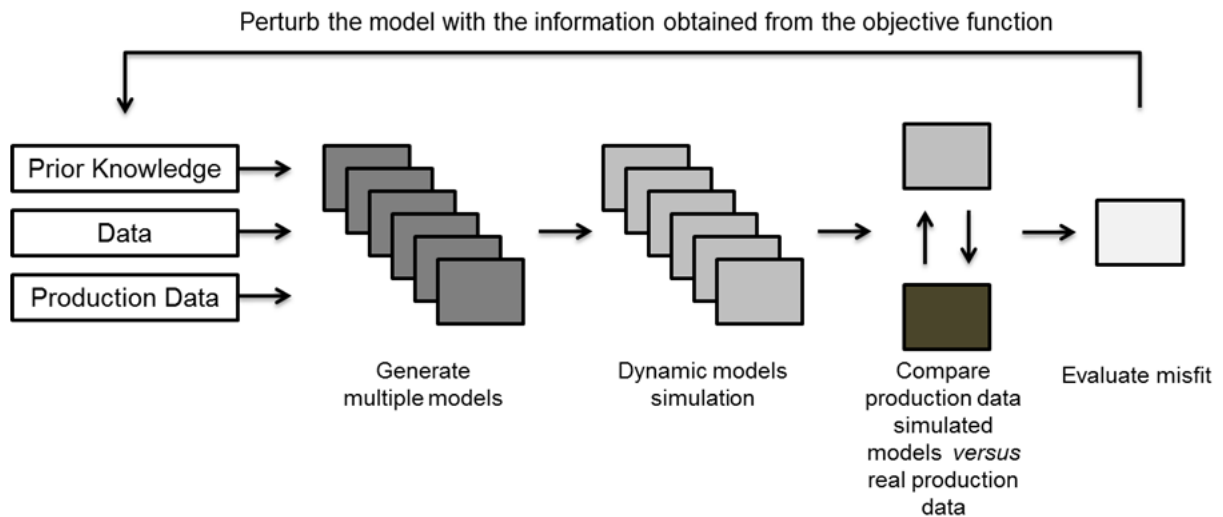 Perturb the model with the information obtained from the objective function
Prior Knowledge
Data
Production Data
Generate
multiple models
Dynamic models
simulation
Compare
production data
simulated
models versus
real production
data
Evaluate misfit